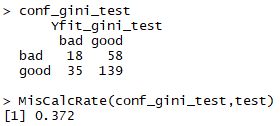 > conf_gini_test
Yfit_gini_test
bad good
bad 18 58
good 35 139
> MisCalcRate(conf_gini_test,test)
[1] 0.372